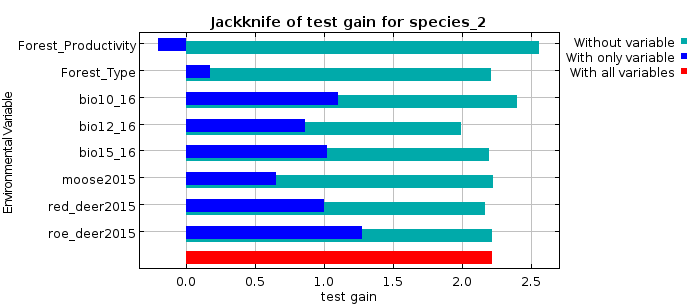 Jackknife of test gain for species_2
Environmental Variable
Forest_Productivity
Forest_Type
bio10_16
bio12_16
bio15_16
moose2015
red_deer2015
roe_deer2015
0.0 0.5 1.0 1.5 2.0 2.5
test gain
Without variable
With only variable
With all variables